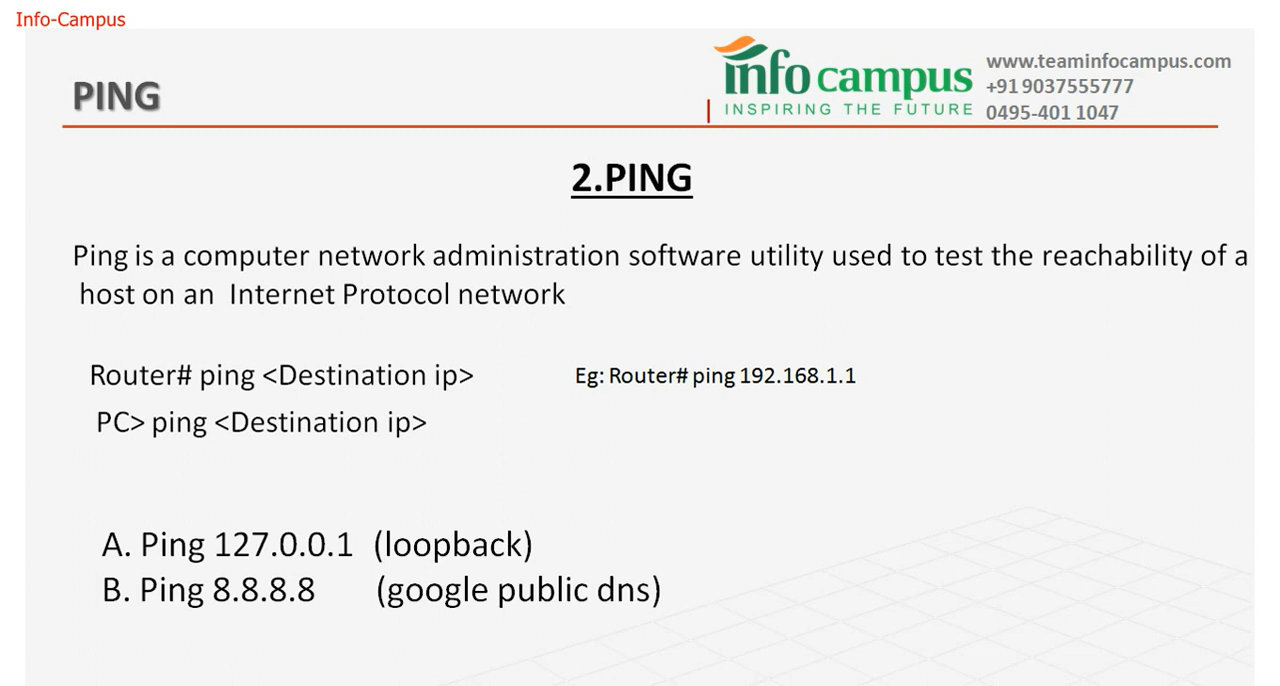 Info-Campus
PING
info campus
INSPIRING THE FUTURE
www.teaminfocampus.com
+91 9037555777
0495-401 1047
2.PING
Ping is a computer network administration software utility used to test the reachability of a
host on an Internet Protocol network
Router# ping <Destination ip>
Eg: Router# ping 192.168.1.1
PC> ping <Destination ip>
A. Ping 127.0.0.1 (loopback)
B. Ping 8.8.8.8 (google public dns)